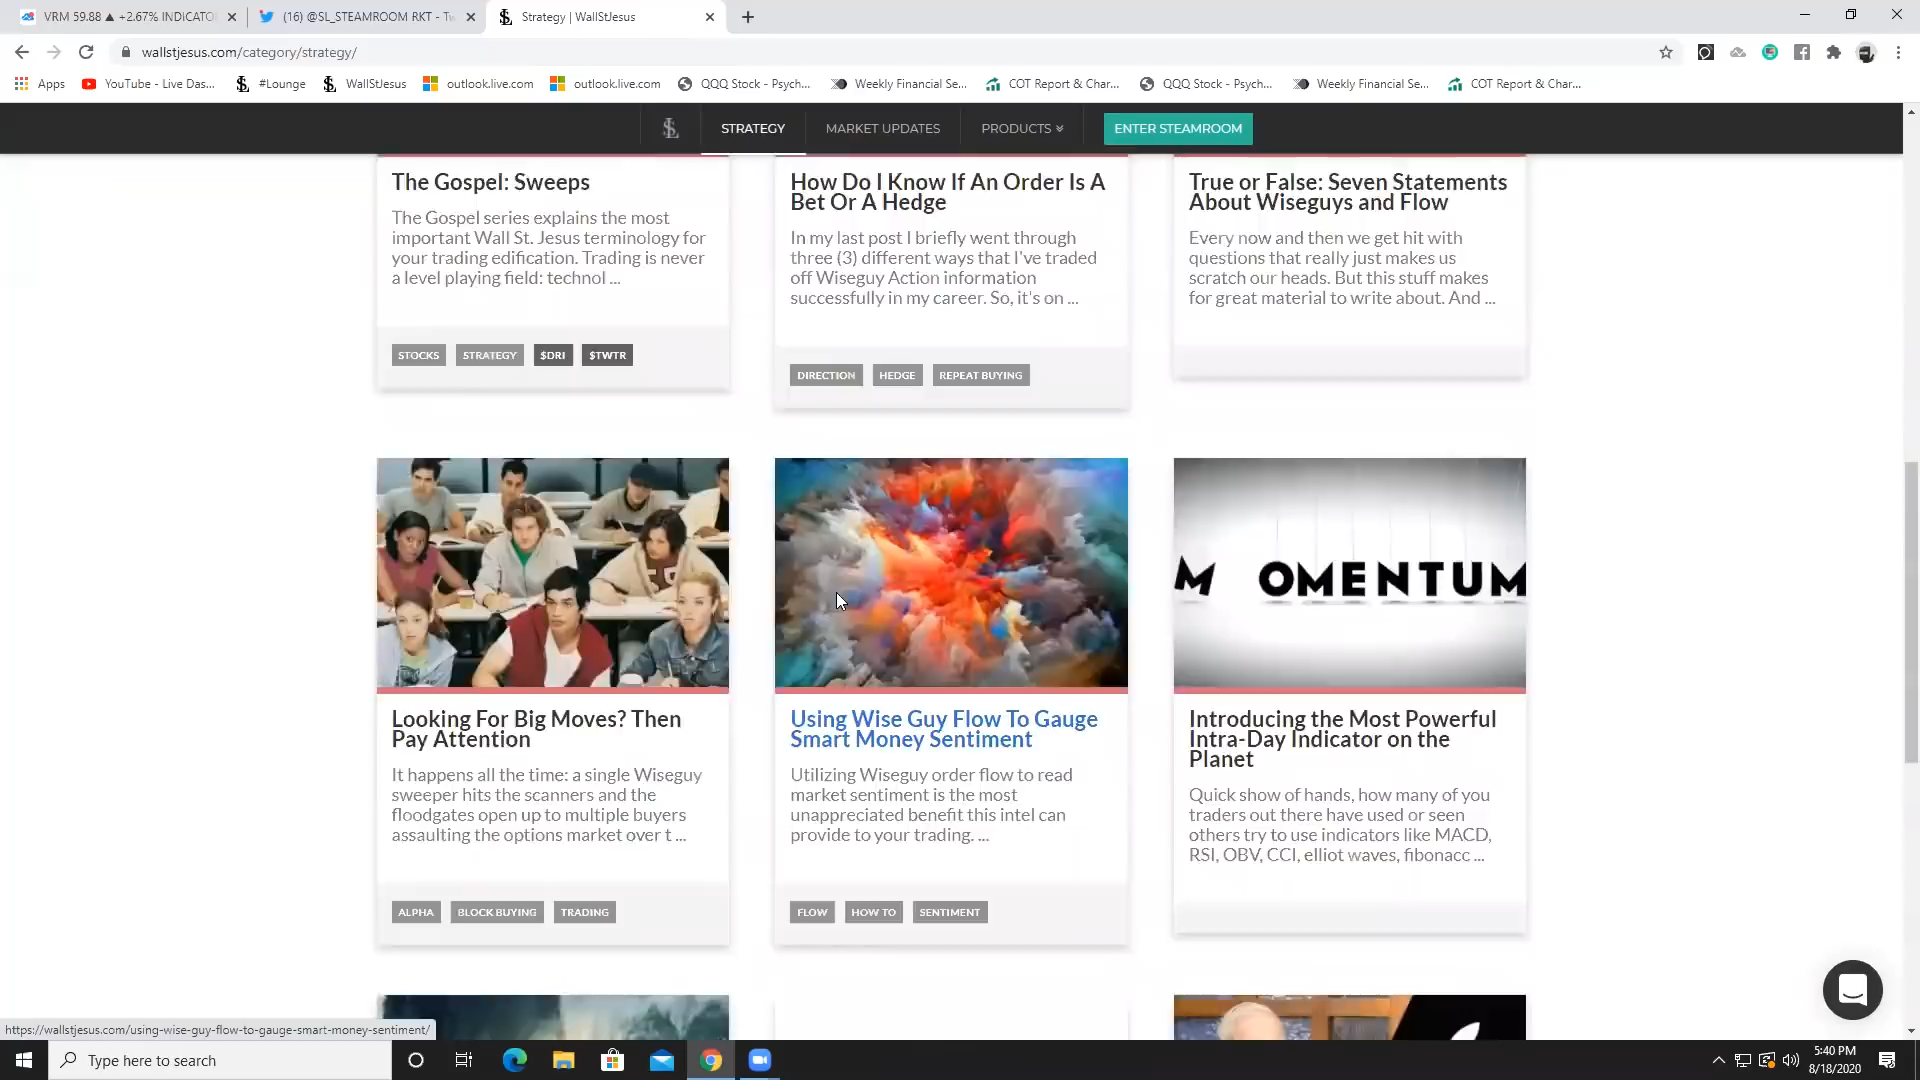 VRM 59.88 ▲ +2.67% INDICATO
(16) @SL_STEAMROOM RKT - Tw
Strategy | WallStJesus
wallstjesus.com/category/strategy/
Apps
YouTube - Live Das...
#Lounge
WallStJesus
outlook.live.com
outlook.live.com
QQQ Stock - Psych...
Weekly Financial Se...
COT Report & Char...
QQQ Stock - Psych...
Weekly Financial Se...
COT Report & Char...
STRATEGY
MARKET UPDATES
PRODUCTS
ENTER STEAMROOM
The Gospel: Sweeps
The Gospel series explains the most
important Wall St. Jesus terminology for
your trading edification. Trading is never
a level playing field: technol ...
STOCKS STRATEGY $DRI $TWTR
How Do I Know If An Order Is A
Bet Or A Hedge
In my last post I briefly went through
three (3) different ways that I've traded
off Wiseguy Action information
successfully in my career. So, it's on ...
DIRECTION HEDGE REPEAT BUYING
True or False: Seven Statements
About Wiseguys and Flow
Every now and then we get hit with
questions that really just makes us
scratch our heads. But this stuff makes
for great material to write about. And ...
Looking For Big Moves? Then
Pay Attention
It happens all the time: a single Wiseguy
sweeper hits the scanners and the
floodgates open up to multiple buyers
assaulting the options market over t ...
ALPHA BLOCK BUYING TRADING
Using Wise Guy Flow To Gauge
Smart Money Sentiment
Utilizing Wiseguy order flow to read
market sentiment is the most
unappreciated benefit this intel can
provide to your trading. ...
FLOW HOW TO SENTIMENT
M OMENTUM
Introducing the Most Powerful
Intra-Day Indicator on the
Planet
Quick show of hands, how many of you
traders out there have used or seen
others try to use indicators like MACD,
RSI, OBV, CCI, elliot waves, fibonacc ...
https://wallstjesus.com/using-wise-guy-flow-to-gauge-smart-money-sentiment/
Type here to search
5:40 PM
8/18/2020